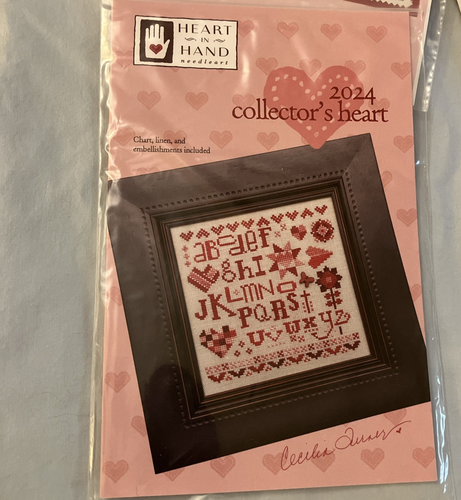 HEART
IN
HAND
needleart
2024
collector's heart
Chart, linen, and
embellishments included
aBcdef
ghI
JKLMNO
PQRST
uvwxyz
Cecilia Turner